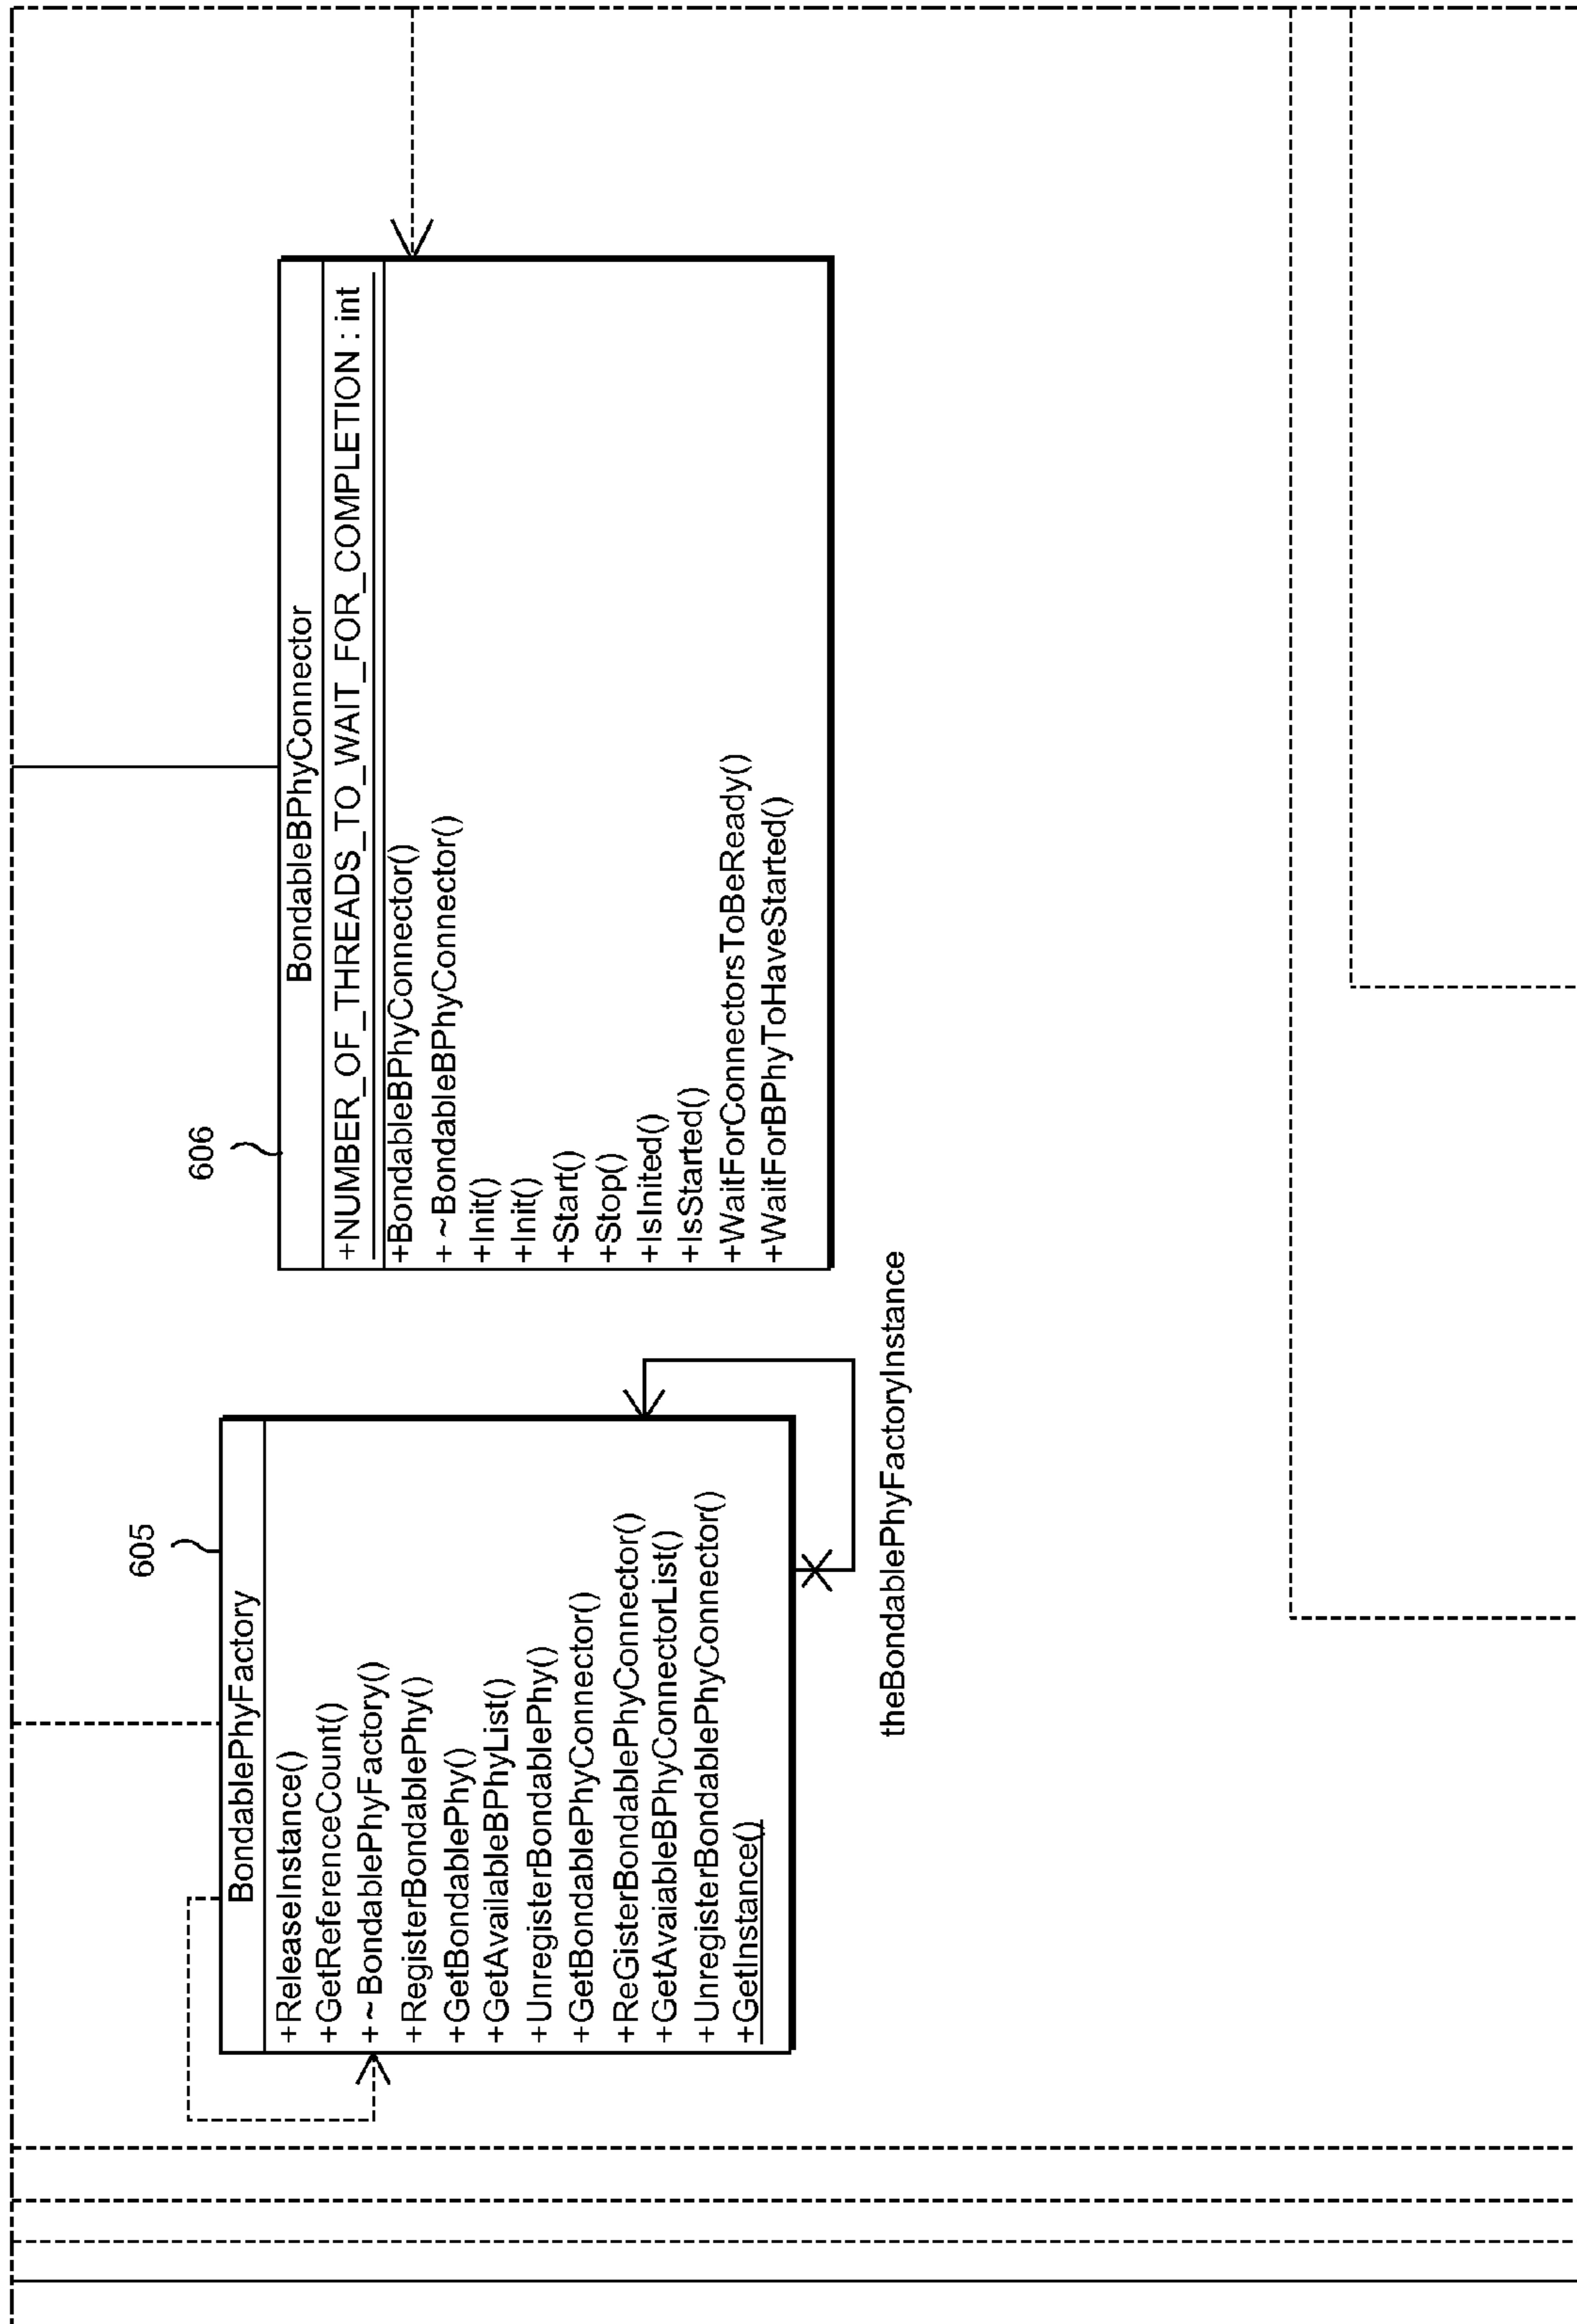 605
BondablePhyFactory
+ReleaseInstance()
+GetReferenceCount()
+~BondablePhyFactory()
+RegisterBondablePhy()
+GetBondablePhy()
+GetAvailableBPhyList()
+UnregisterBondablePhy()
+GetBondablePhyConnector()
+ReGisterBondablePhyConnector()
+GetAvaiableBPhyConnectorList()
+UnregisterBondablePhyConnector()
+GetInstance()
theBondablePhyFactoryInstance
606
BondableBPhyConnector
+NUMBER_OF_THREADS_TO_WAIT_FOR_COMPLETION : int
+BondableBPhyConnector()
+~BondableBPhyConnector()
+Init()
+Init()
+Start()
+Stop()
+IsInited()
+IsStarted()
+WaitForConnectorsToBeReady()
+WaitForBPhyToHaveStarted()